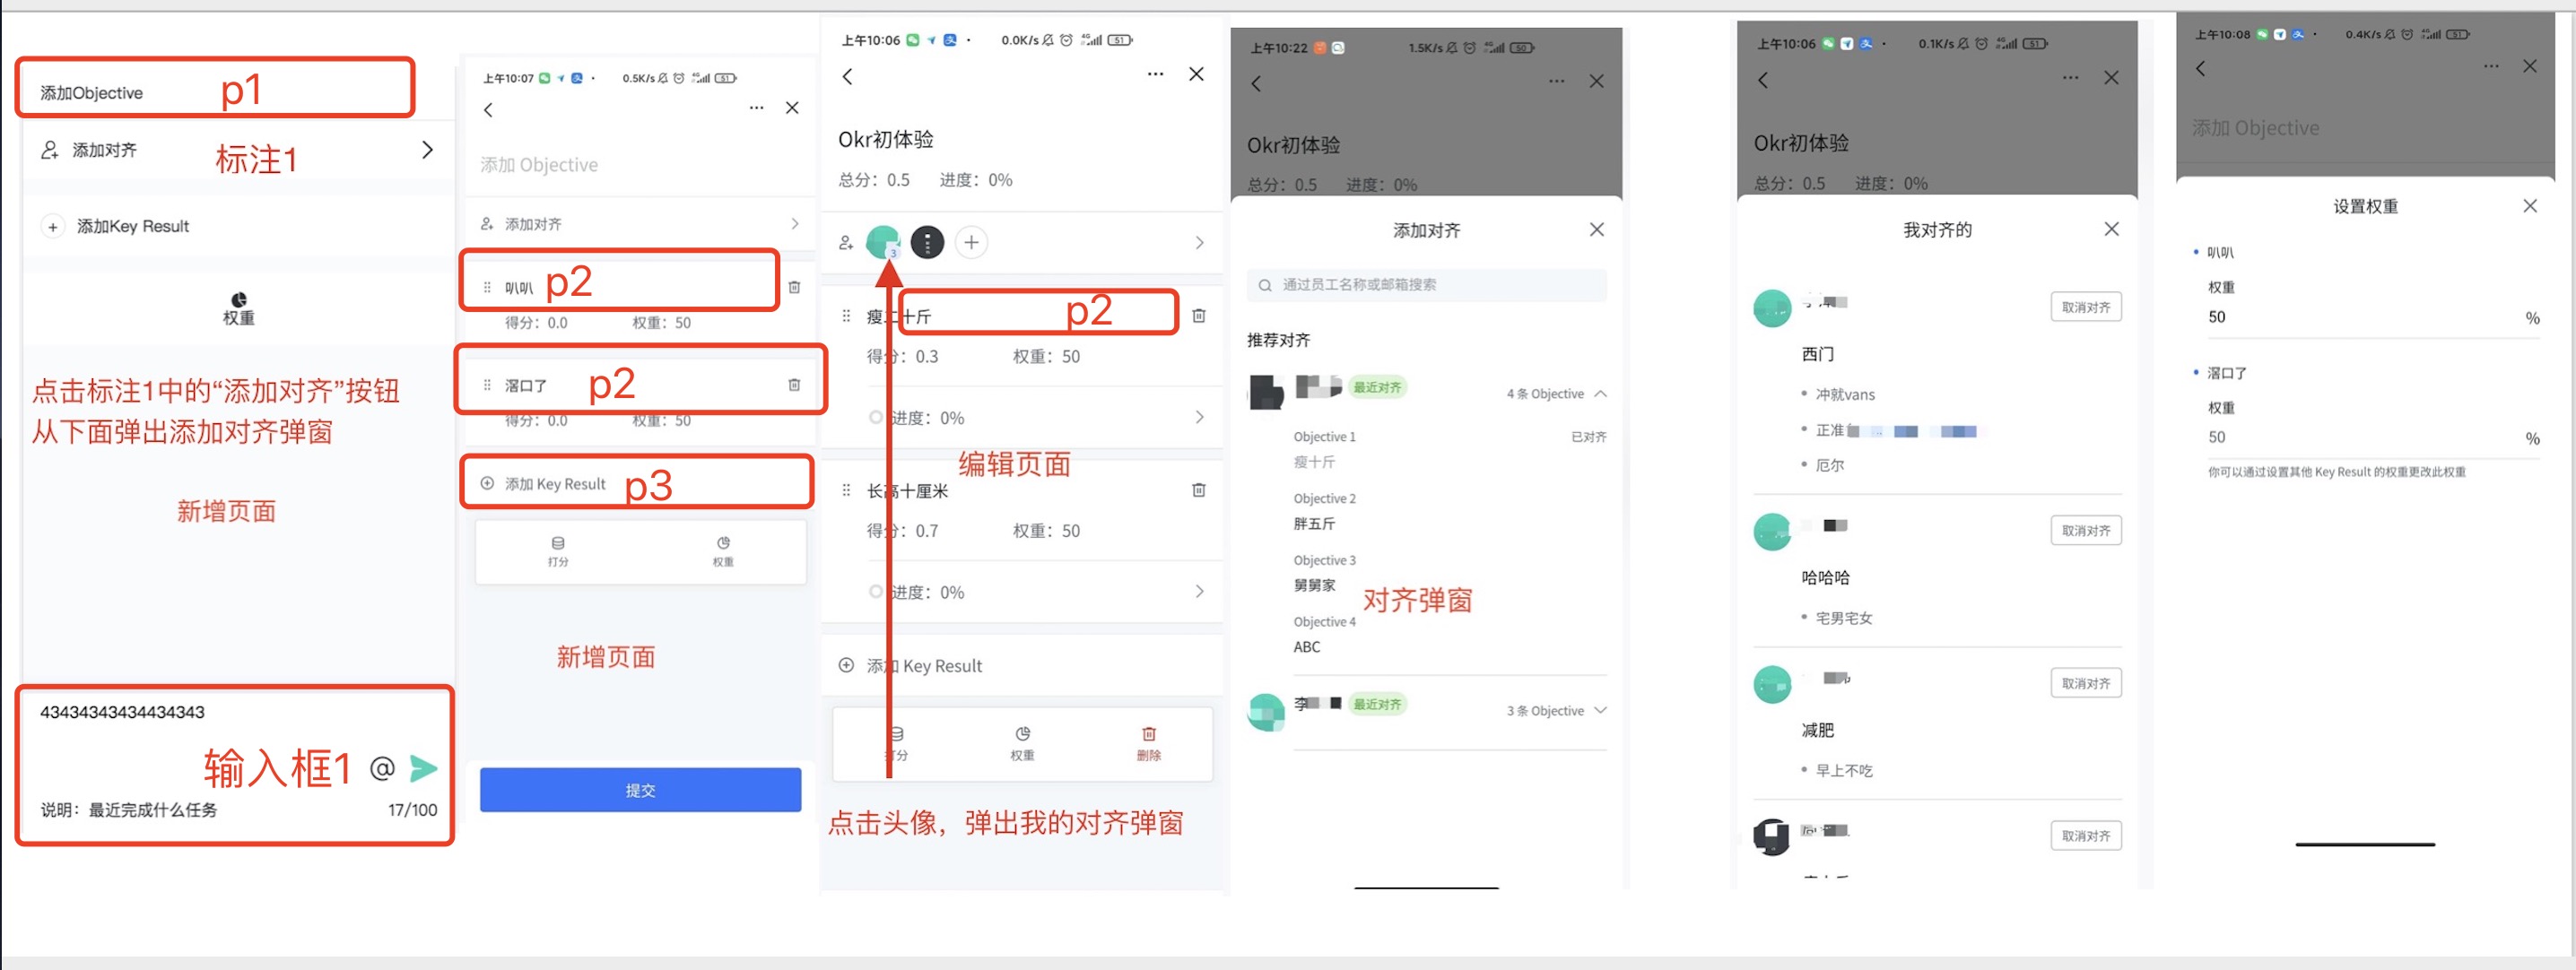 添加Objective
p1
添加对齐
标注1
添加Key Result
权重
点击标注1中的“添加对齐”按钮
从下面弹出添加对齐弹窗
新增页面
43434343434434343
输入框1
@
说明：最近完成什么任务
17/100
上午10:07
0.5K/s
4G
51
添加 Objective
添加对齐
叭叭
p2
得分：0.0
权重：50
滘口了
p2
得分：0.0
权重：50
添加 Key Result
p3
打分
权重
新增页面
提交
上午10:06
0.0K/s
4G
51
Okr初体验
总分：0.5
进度：0%
3
瘦二十斤
p2
得分：0.3
权重：50
进度：0%
编辑页面
长高十厘米
得分：0.7
权重：50
进度：0%
添加 Key Result
打分
权重
删除
点击头像，弹出我的对齐弹窗
上午10:22
1.5K/s
4G
50
Okr初体验
总分：0.5
进度：0%
添加对齐
通过员工名称或邮箱搜索
推荐对齐
最近对齐
4 条 Objective
Objective 1
已对齐
瘦十斤
Objective 2
胖五斤
Objective 3
舅舅家
对齐弹窗
Objective 4
ABC
李
最近对齐
3 条 Objective
上午10:06
0.1K/s
4G
51
Okr初体验
总分：0.5
进度：0%
我对齐的
取消对齐
西门
冲就vans
正准
厄尔
取消对齐
哈哈哈
宅男宅女
取消对齐
减肥
早上不吃
取消对齐
上午10:08
0.4K/s
4G
51
添加 Objective
设置权重
叭叭
权重
50
%
滘口了
权重
50
%
你可以通过设置其他 Key Result 的权重更改此权重